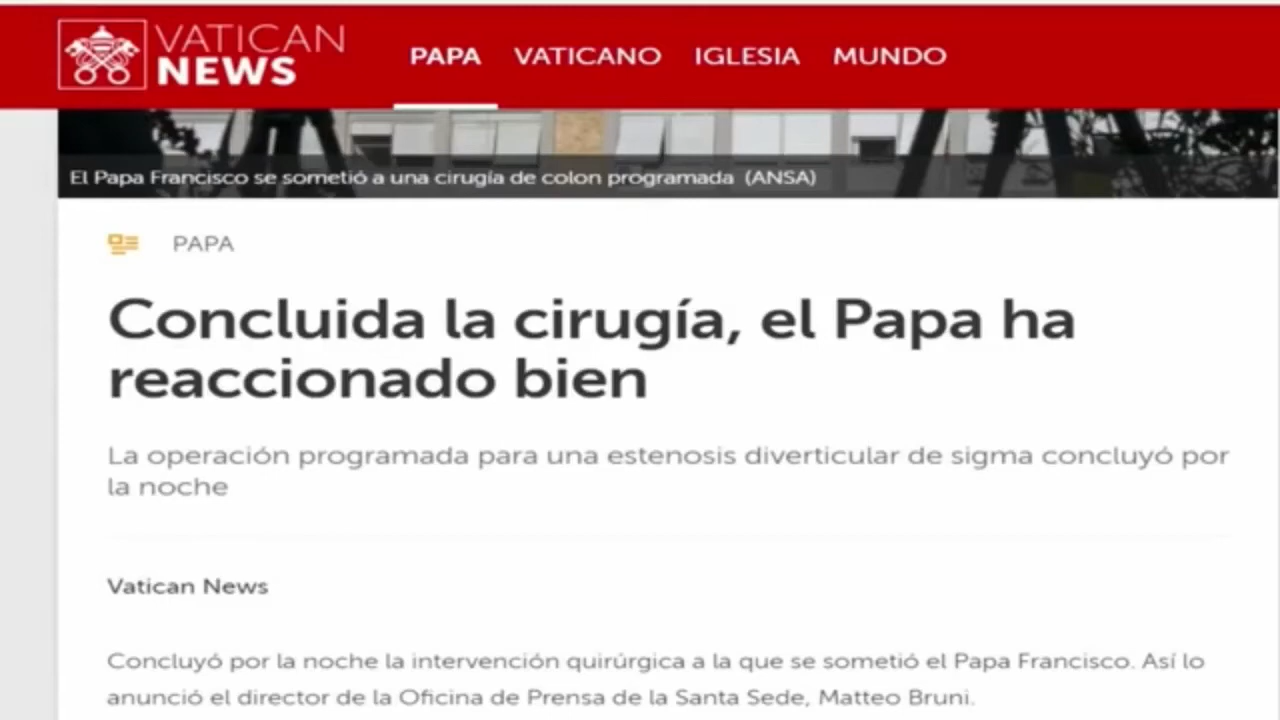 VATICAN
NEWS
PAPA VATICANO IGLESIA MUNDO
El Papa Francisco se sometió a una cirugía de colon programada (ANSA)
PAPA
Concluida la cirugía, el Papa ha
reaccionado bien
La operación programada para una estenosis diverticular de sigma concluyó por
la noche
Vatican News
Concluyó por la noche la intervención quirúrgica a la que se sometió el Papa Francisco. Así lo
anunció el director de la Oficina de Prensa de la Santa Sede, Matteo Bruni.